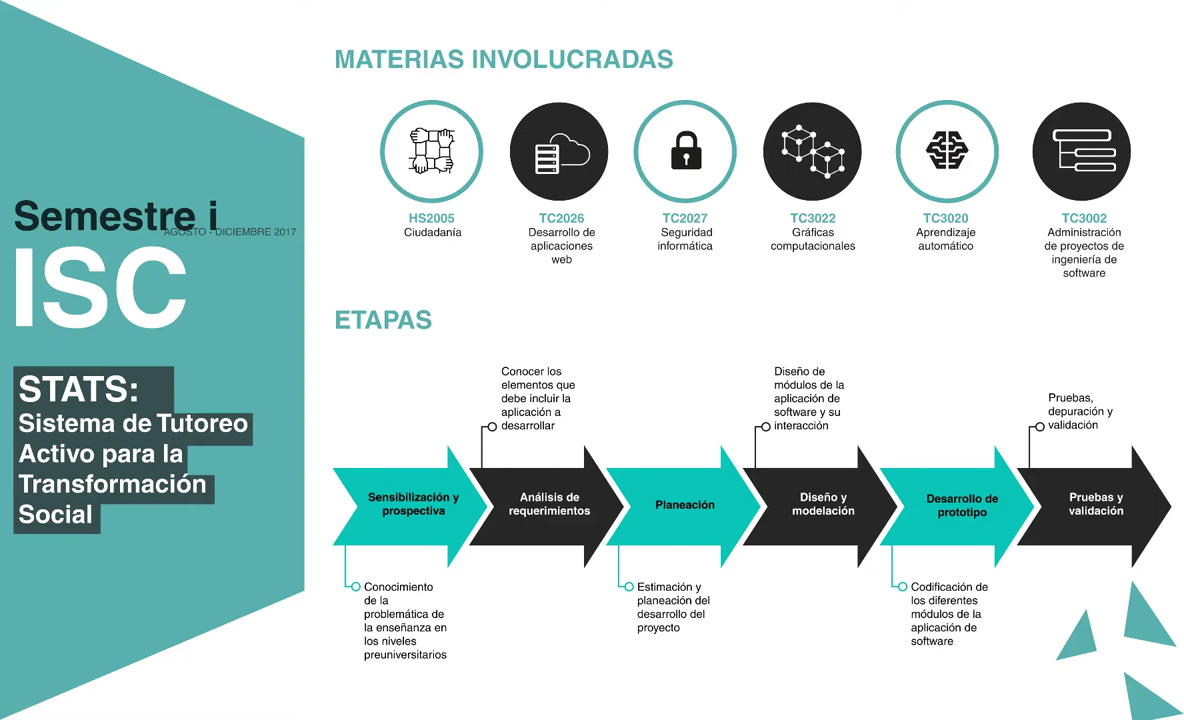 Semestre i
AGOSTO - DICIEMBRE 2017
ISC
STATS:
Sistema de Tutoreo
Activo para la
Transformación
Social
MATERIAS INVOLUCRADAS
HS2005
Ciudadanía
TC2026
Desarrollo de
aplicaciones
web
TC2027
Seguridad
informática
TC3022
Gráficas
computacionales
TC3020
Aprendizaje
automático
TC3002
Administración
de proyectos de
ingeniería de
software
ETAPAS
Conocer los
elementos que
debe incluir la
aplicación a
desarrollar
Diseño de
módulos de la
aplicación de
software y su
interacción
Pruebas,
depuración y
validación
Sensibilización y
prospectiva
Análisis de
requerimientos
Planeación
Diseño y
modelación
Desarrollo de
prototipo
Pruebas y
validación
Conocimiento
de la
problemática de
la enseñanza en
los niveles
preuniversitarios
Estimación y
planeación del
desarrollo del
proyecto
Codificación de
los diferentes
módulos de la
aplicación de
software